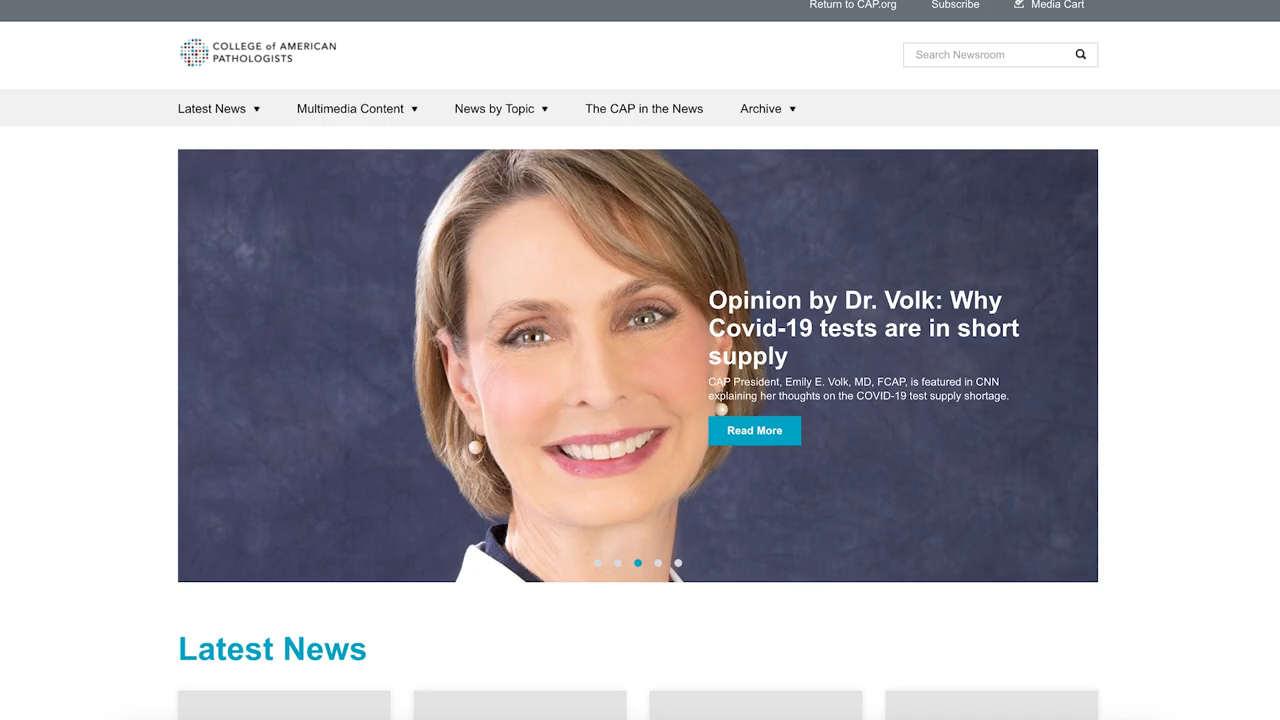 Return to CAP.org
Subscribe
Media Cart
COLLEGE of AMERICAN
PATHOLOGISTS
Search Newsroom
Latest News
Multimedia Content
News by Topic
The CAP in the News
Archive
Opinion by Dr. Volk: Why
Covid-19 tests are in short
supply
CAP President, Emily E. Volk, MD, FCAP, is featured in CNN
explaining her thoughts on the COVID-19 test supply shortage.
Read More
Latest News